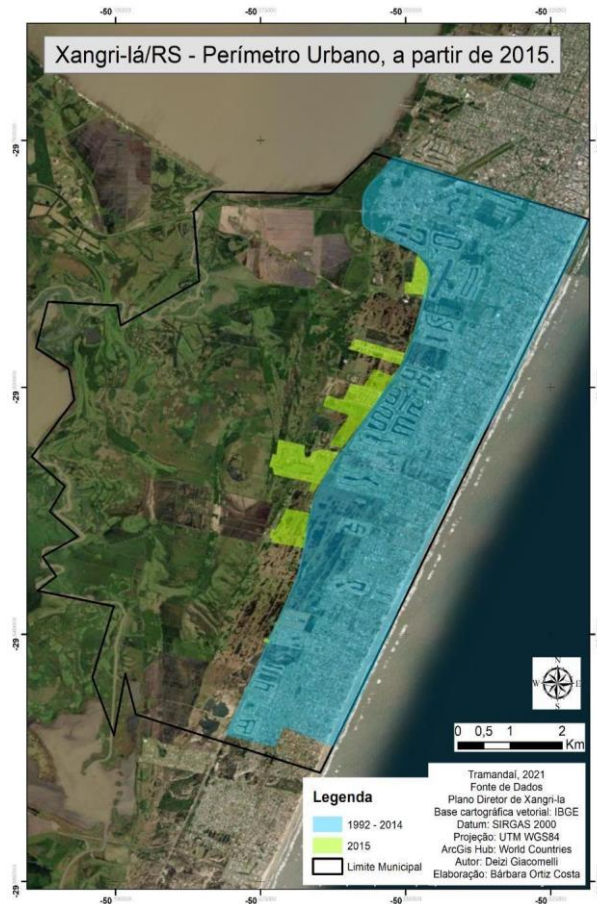 Xangri-lá/RS - Perímetro Urbano, a partir de 2015.
-50 -50 -50 -50
-29
-29
-29
-29
N
W E
S
0 0,5 1 2
Km
Legenda
1992 - 2014
2015
Limite Municipal
Tramandaí, 2021
Fonte de Dados
Plano Diretor de Xangri-la
Base cartográfica vetorial: IBGE
Datum: SIRGAS 2000
Projeção: UTM WGS84
ArcGis Hub: World Countries
Autor: Deizi Giacomelli
Elaboração: Bárbara Ortiz Costa
-50 -50 -50 -50